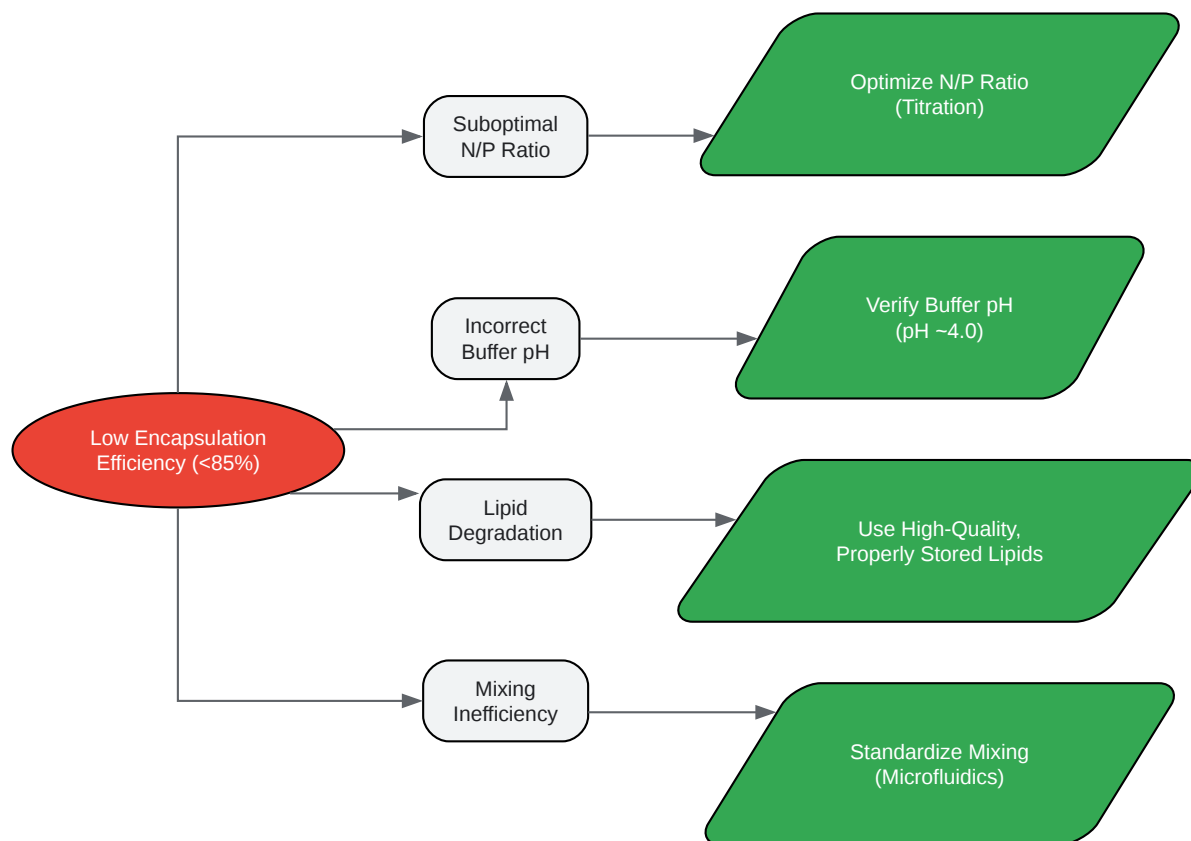 Optimize N/P Ratio
(Titration)
Suboptimal
N/P Ratio
Verify Buffer pH
(pH ~4.0)
Incorrect
Buffer pH
Low Encapsulation
Efficiency (<85%)
Lipid
Degradation
Use High-Quality,
Properly Stored Lipids
Mixing
Inefficiency
Standardize Mixing
(Microfluidics)